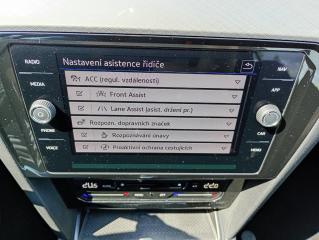 RADIO
Nastavení asistence řidiče
NAV
ACC (regul. vzdálenosti)
Front Assist
MEDIA
APP
Lane Assist (asist. držení pr.)
Rozpozn. dopravních značek
PHONE
CAR
Rozpoznávání únavy
VOICE
Proaktivní ochrana cestujících
MENU